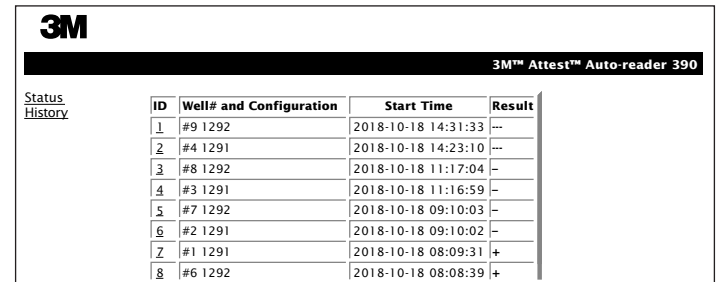 3M
3M™ Attest™ Auto-reader 390
Status
History
ID Well# and Configuration Start Time Result
1 #9 1292 2018-10-18 14:31:33 ---
2 #4 1291 2018-10-18 14:23:10 ---
3 #8 1292 2018-10-18 11:17:04 –
4 #3 1291 2018-10-18 11:16:59 –
5 #7 1292 2018-10-18 09:10:03 –
6 #2 1291 2018-10-18 09:10:02 –
7 #1 1291 2018-10-18 08:09:31 +
8 #6 1292 2018-10-18 08:08:39 +